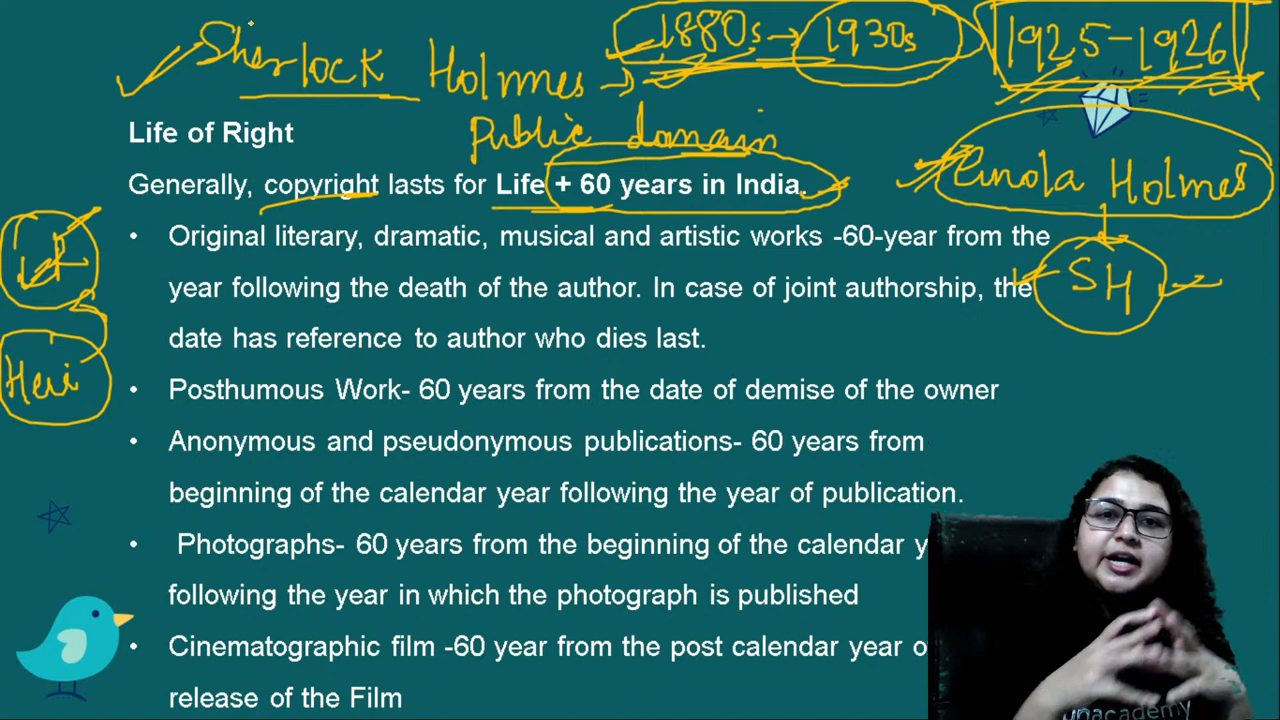 Sherlock Holmes → 1880s → 1930s 1925-1926
Life of Right
public domain
Generally, copyright lasts for Life + 60 years in India.
Enola Holmes
SH
• Original literary, dramatic, musical and artistic works -60-year from the
year following the death of the author. In case of joint authorship, the
date has reference to author who dies last.
• Posthumous Work- 60 years from the date of demise of the owner
• Anonymous and pseudonymous publications- 60 years from
beginning of the calendar year following the year of publication.
• Photographs- 60 years from the beginning of the calendar
following the year in which the photograph is published
• Cinematographic film -60 year from the post calendar year
release of the Film
unacademy